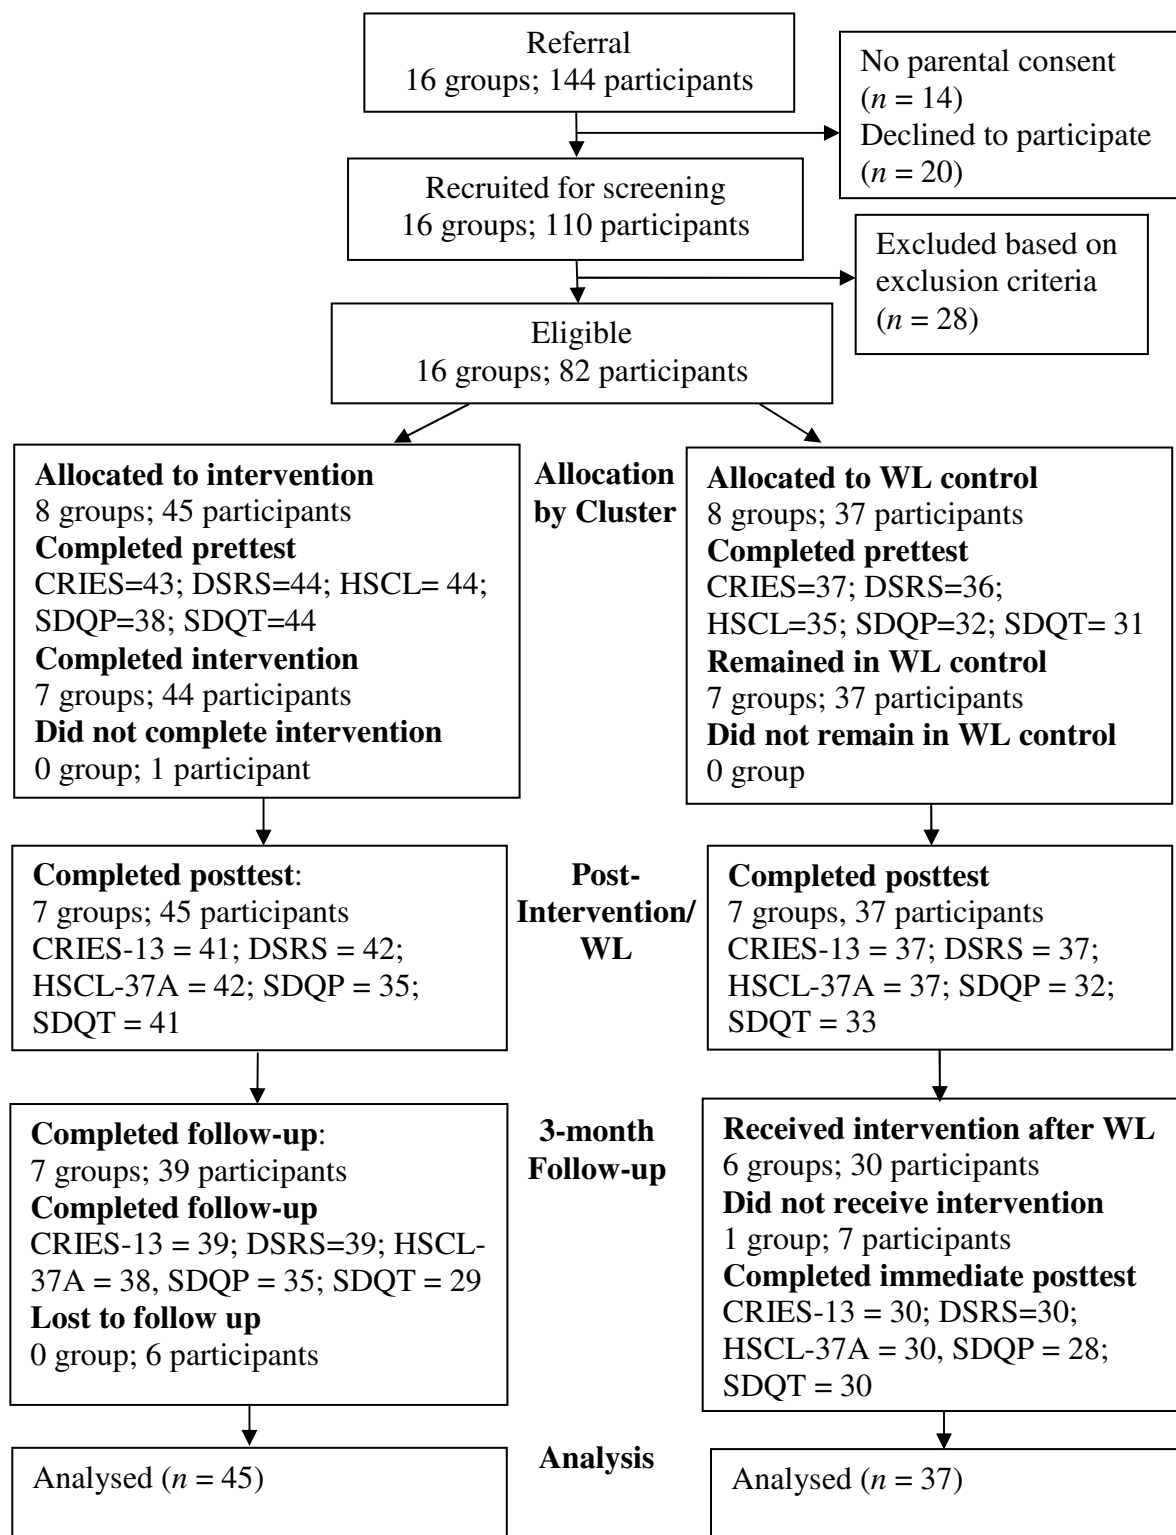 Referral
16 groups; 144 participants
No parental consent
(n = 14)
Declined to participate
(n = 20)
Recruited for screening
16 groups; 110 participants
Excluded based on
exclusion criteria
(n = 28)
Eligible
16 groups; 82 participants
Allocated to intervention
8 groups; 45 participants
Completed prettest
CRIES=43; DSRS=44; HSCL= 44;
SDQP=38; SDQT=44
Completed intervention
7 groups; 44 participants
Did not complete intervention
0 group; 1 participant
Allocation
by Cluster
Allocated to WL control
8 groups; 37 participants
Completed prettest
CRIES=37; DSRS=36;
HSCL=35; SDQP=32; SDQT= 31
Remained in WL control
7 groups; 37 participants
Did not remain in WL control
0 group
Completed posttest:
7 groups; 45 participants
CRIES-13 = 41; DSRS = 42;
HSCL-37A = 42; SDQP = 35;
SDQT = 41
Post-
Intervention/
WL
Completed posttest
7 groups, 37 participants
CRIES-13 = 37; DSRS = 37;
HSCL-37A = 37; SDQP = 32;
SDQT = 33
Completed follow-up:
7 groups; 39 participants
Completed follow-up
CRIES-13 = 39; DSRS=39; HSCL-
37A = 38, SDQP = 35; SDQT = 29
Lost to follow up
0 group; 6 participants
3-month
Follow-up
Received intervention after WL
6 groups; 30 participants
Did not receive intervention
1 group; 7 participants
Completed immediate posttest
CRIES-13 = 30; DSRS=30;
HSCL-37A = 30, SDQP = 28;
SDQT = 30
Analysed (n = 45)
Analysis
Analysed (n = 37)